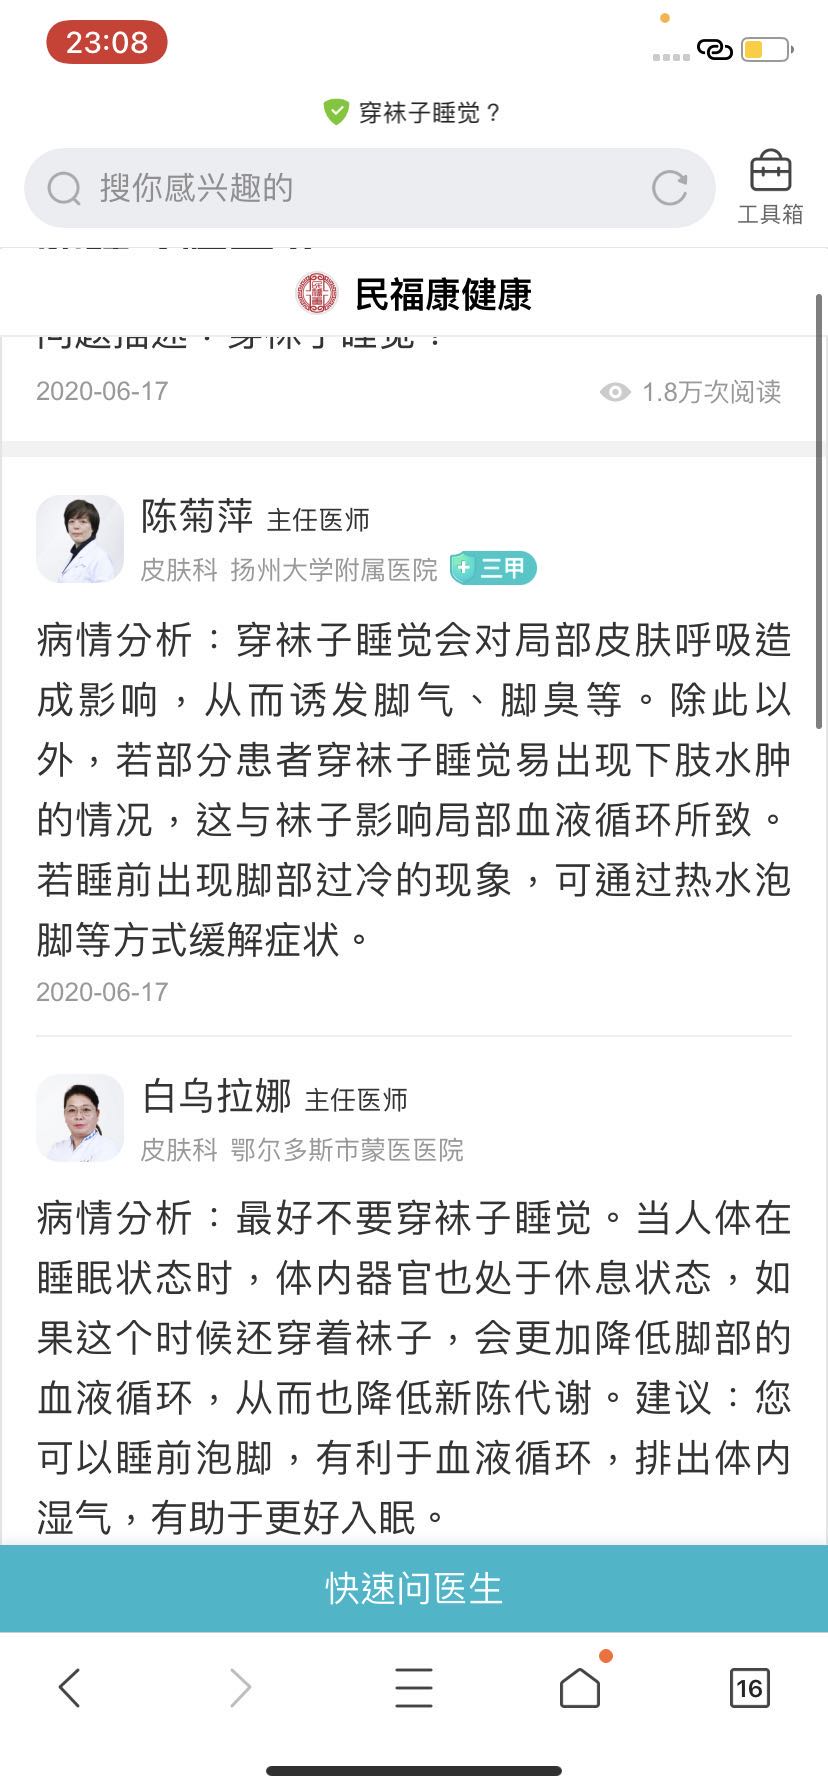 23:08
穿袜子睡觉？
搜你感兴趣的
工具箱
民福康健康
问题描述：穿袜子睡觉？
2020-06-17
1.8万次阅读
陈菊萍 主任医师
皮肤科 扬州大学附属医院 三甲
病情分析：穿袜子睡觉会对局部皮肤呼吸造
成影响，从而诱发脚气、脚臭等。除此以
外，若部分患者穿袜子睡觉易出现下肢水肿
的情况，这与袜子影响局部血液循环所致。
若睡前出现脚部过冷的现象，可通过热水泡
脚等方式缓解症状。
2020-06-17
白乌拉娜 主任医师
皮肤科 鄂尔多斯市蒙医医院
病情分析：最好不要穿袜子睡觉。当人体在
睡眠状态时，体内器官也处于休息状态，如
果这个时候还穿着袜子，会更加降低脚部的
血液循环，从而也降低新陈代谢。建议：您
可以睡前泡脚，有利于血液循环，排出体内
湿气，有助于更好入眠。
快速问医生
16